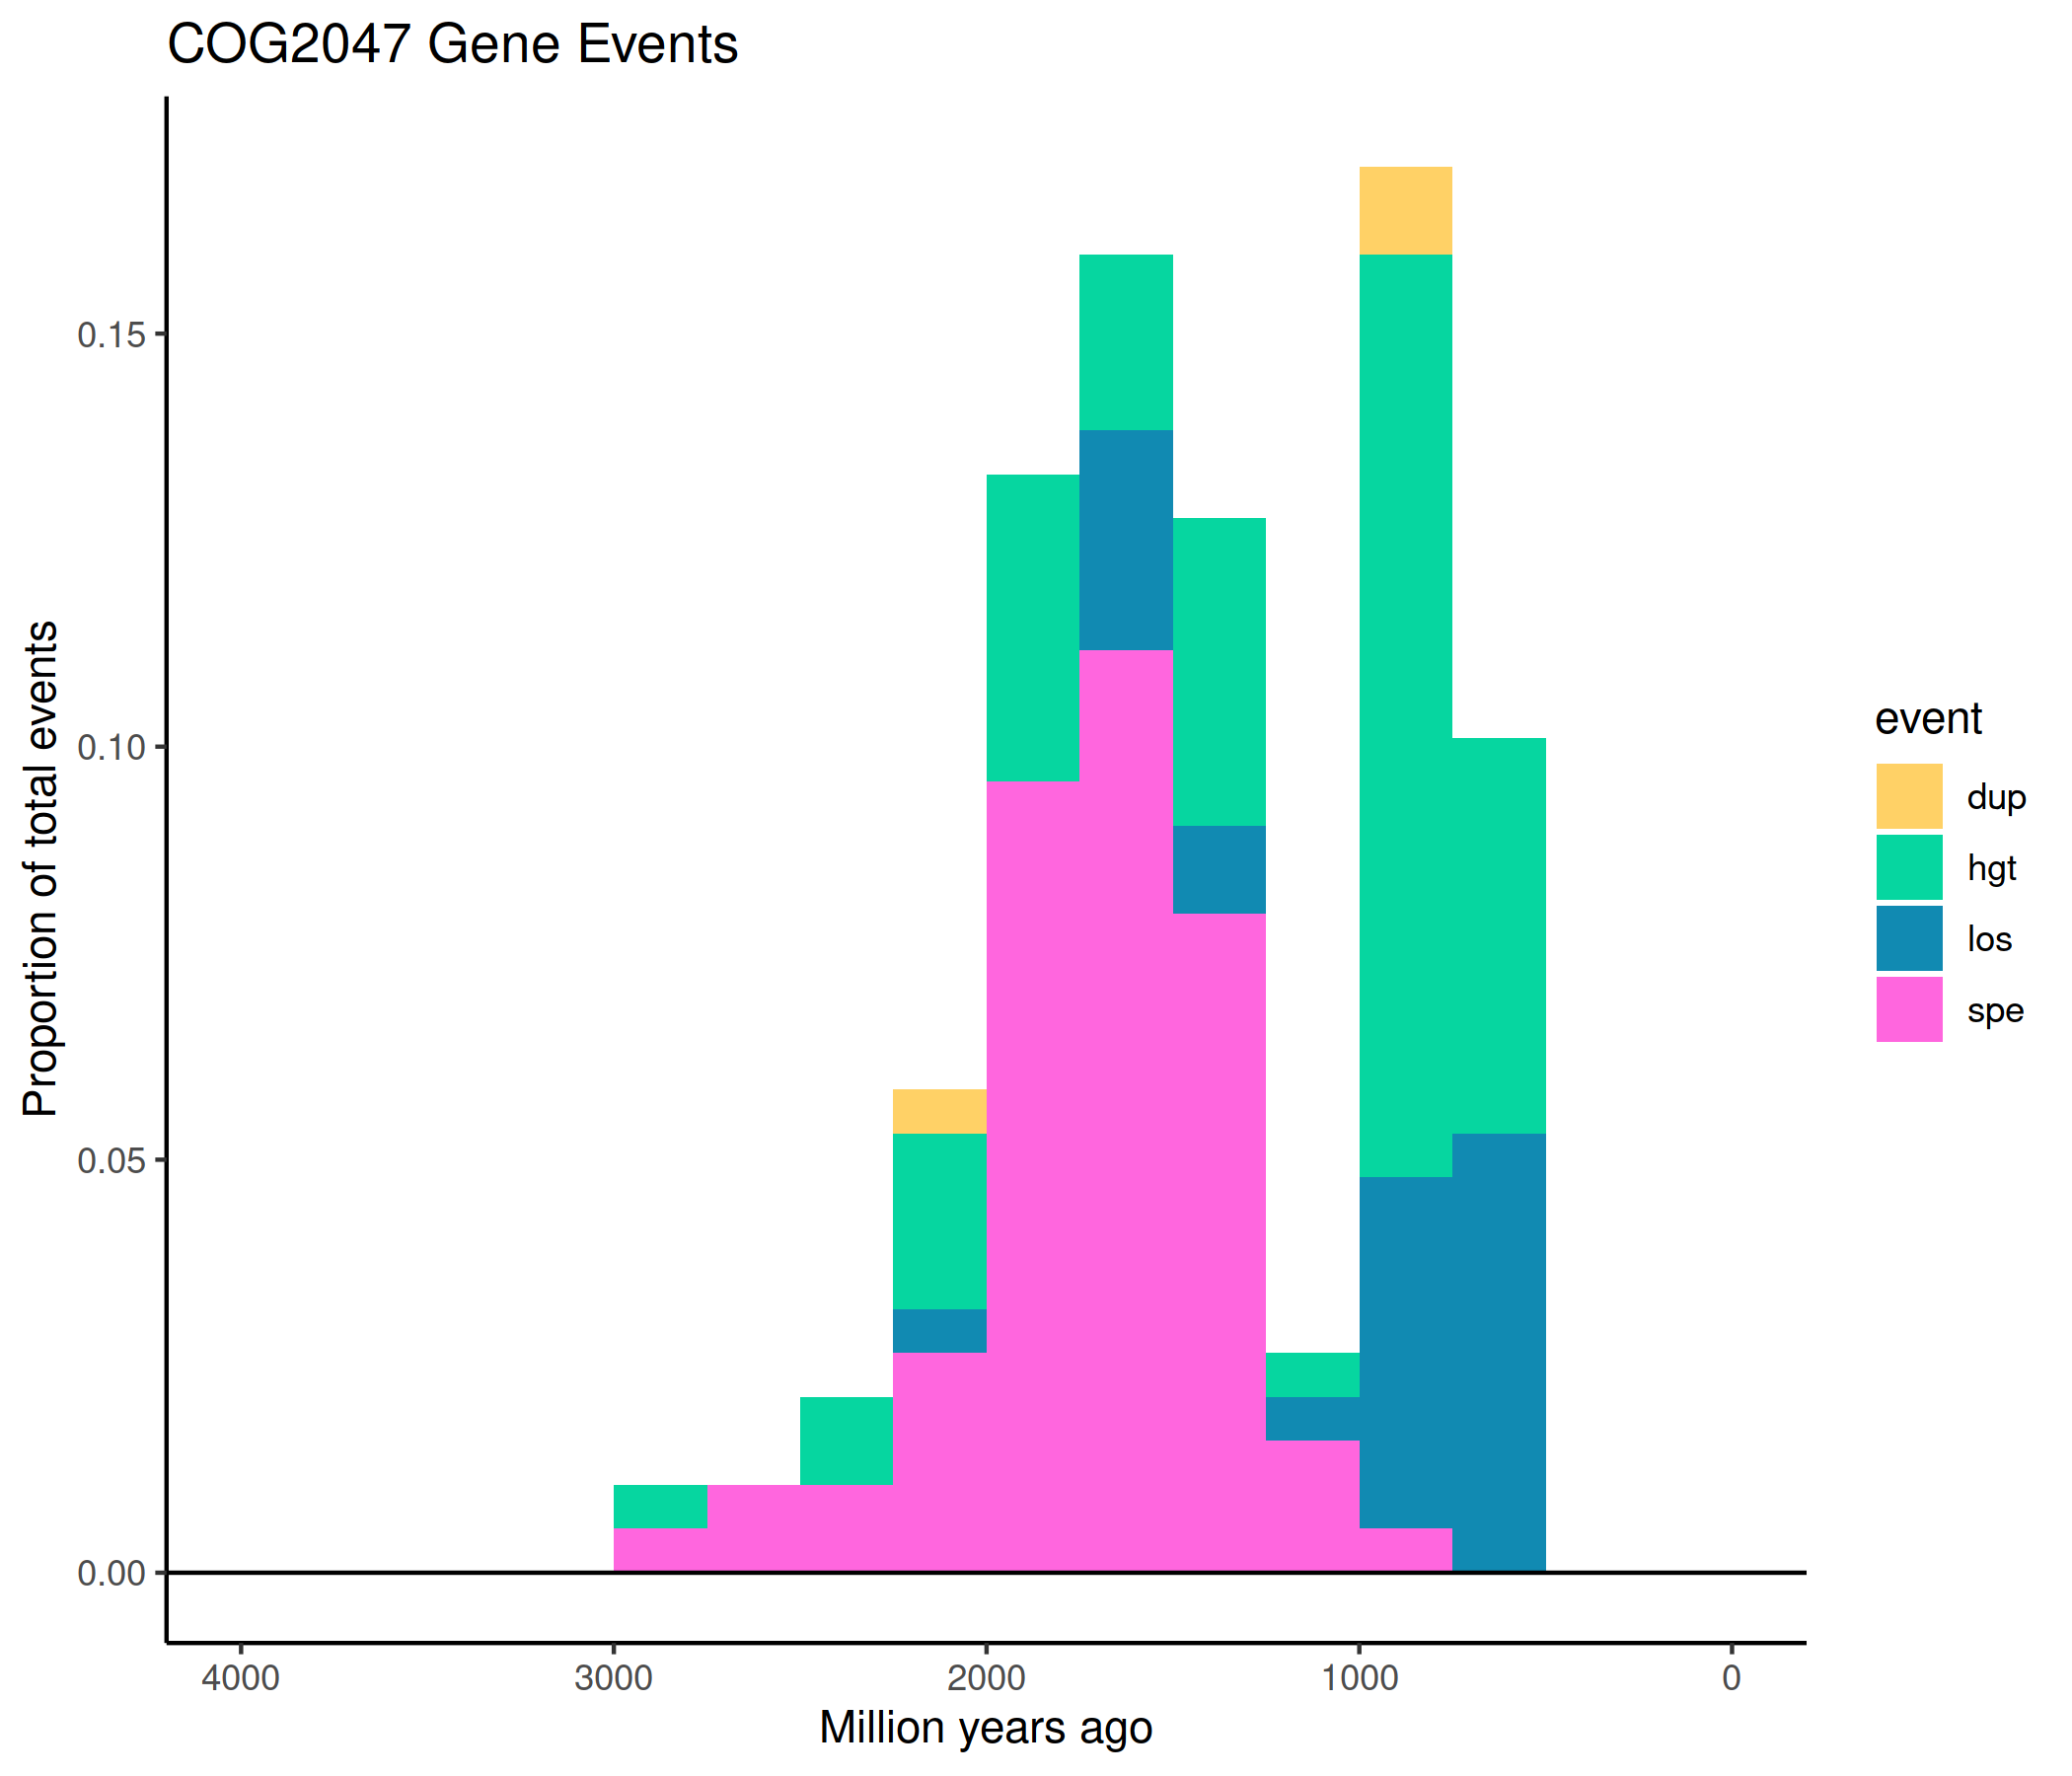 COG2047 Gene Events
Proportion of total events
0.15
0.10
0.05
0.00
4000 3000 2000 1000 0
Million years ago
event
dup
hgt
los
spe